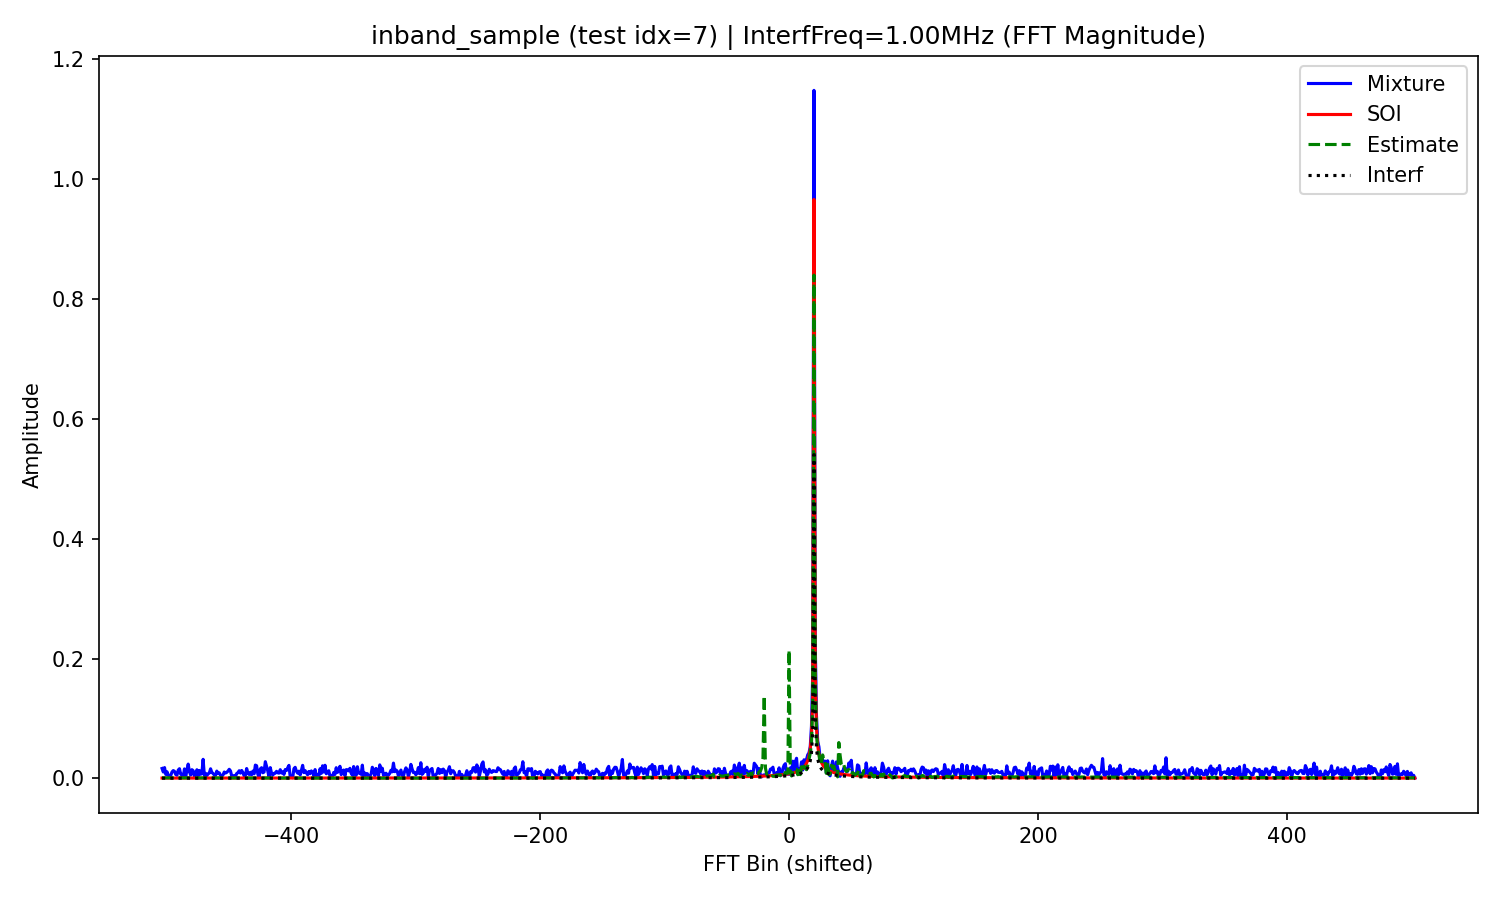 inband_sample (test idx=7) | InterfFreq=1.00MHz (FFT Magnitude)
1.2
1.0
0.8
0.6
0.4
0.2
0.0
Amplitude
Mixture
SOI
Estimate
Interf
−400
−200
0
200
400
FFT Bin (shifted)